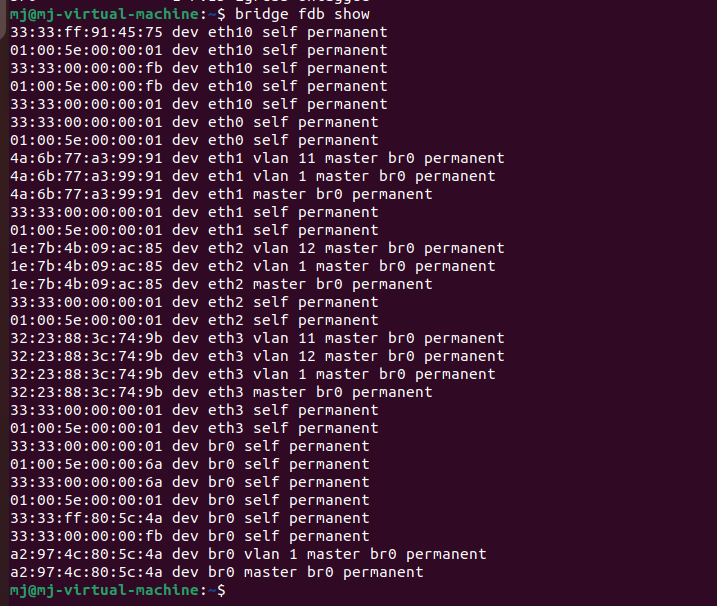 mj@mj-virtual-machine:~$ bridge fdb show
33:33:ff:91:45:75 dev eth10 self permanent
01:00:5e:00:00:01 dev eth10 self permanent
33:33:00:00:00:fb dev eth10 self permanent
01:00:5e:00:00:fb dev eth10 self permanent
33:33:00:00:00:01 dev eth10 self permanent
33:33:00:00:00:01 dev eth0 self permanent
01:00:5e:00:00:01 dev eth0 self permanent
4a:6b:77:a3:99:91 dev eth1 vlan 11 master br0 permanent
4a:6b:77:a3:99:91 dev eth1 vlan 1 master br0 permanent
4a:6b:77:a3:99:91 dev eth1 master br0 permanent
33:33:00:00:00:01 dev eth1 self permanent
01:00:5e:00:00:01 dev eth1 self permanent
1e:7b:4b:09:ac:85 dev eth2 vlan 12 master br0 permanent
1e:7b:4b:09:ac:85 dev eth2 vlan 1 master br0 permanent
1e:7b:4b:09:ac:85 dev eth2 master br0 permanent
33:33:00:00:00:01 dev eth2 self permanent
01:00:5e:00:00:01 dev eth2 self permanent
32:23:88:3c:74:9b dev eth3 vlan 11 master br0 permanent
32:23:88:3c:74:9b dev eth3 vlan 12 master br0 permanent
32:23:88:3c:74:9b dev eth3 vlan 1 master br0 permanent
32:23:88:3c:74:9b dev eth3 master br0 permanent
33:33:00:00:00:01 dev eth3 self permanent
01:00:5e:00:00:01 dev eth3 self permanent
33:33:00:00:00:01 dev br0 self permanent
01:00:5e:00:00:6a dev br0 self permanent
33:33:00:00:00:6a dev br0 self permanent
01:00:5e:00:00:01 dev br0 self permanent
33:33:ff:80:5c:4a dev br0 self permanent
33:33:00:00:00:fb dev br0 self permanent
a2:97:4c:80:5c:4a dev br0 vlan 1 master br0 permanent
a2:97:4c:80:5c:4a dev br0 master br0 permanent
mj@mj-virtual-machine:~$